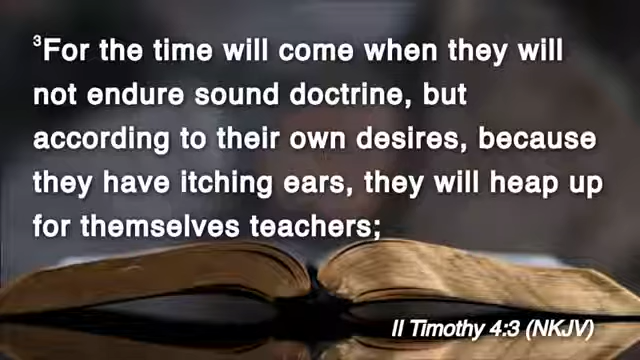 ³For the time will come when they will
not endure sound doctrine, but
according to their own desires, because
they have itching ears, they will heap up
for themselves teachers;
II Timothy 4:3 (NKJV)